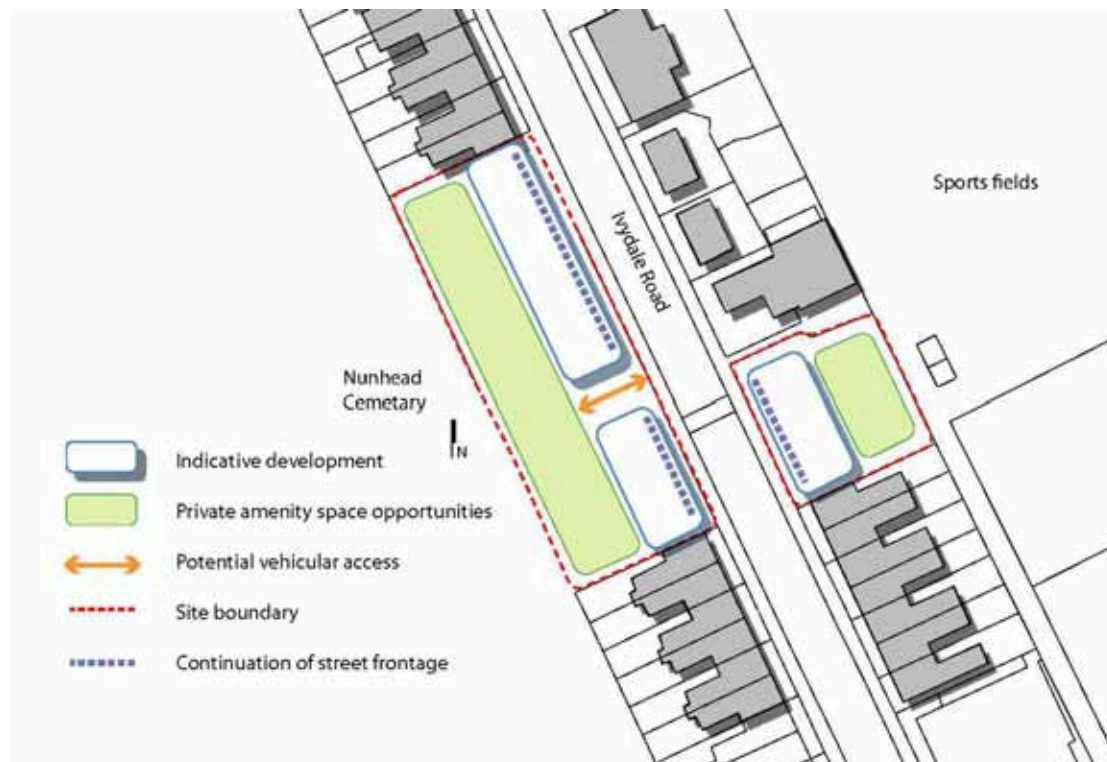 Sports fields
Ivydale Road
Nunhead
Cemetary
N
Indicative development
Private amenity space opportunities
Potential vehicular access
Site boundary
Continuation of street frontage